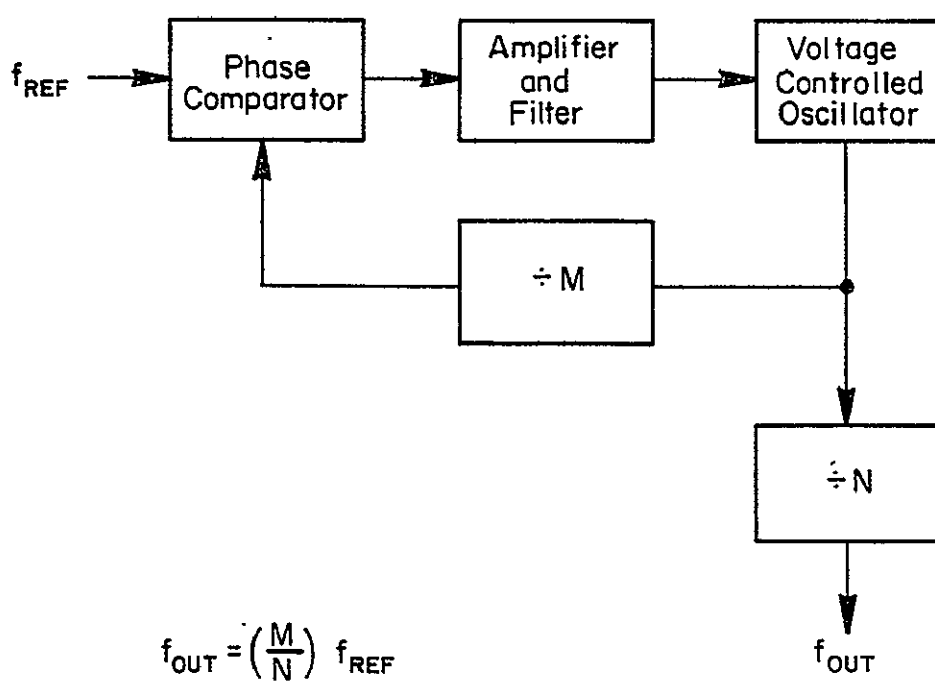 f_REF
Phase
Comparator
Amplifier
and
Filter
Voltage
Controlled
Oscillator
÷ M
÷ N
f_OUT = (M/N) f_REF
f_OUT